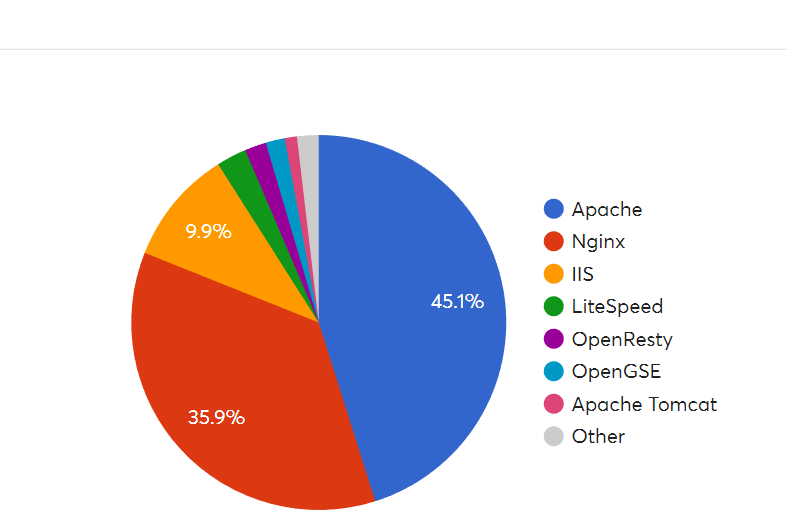 9.9%
45.1%
35.9%
Apache
Nginx
IIS
LiteSpeed
OpenResty
OpenGSE
Apache Tomcat
Other